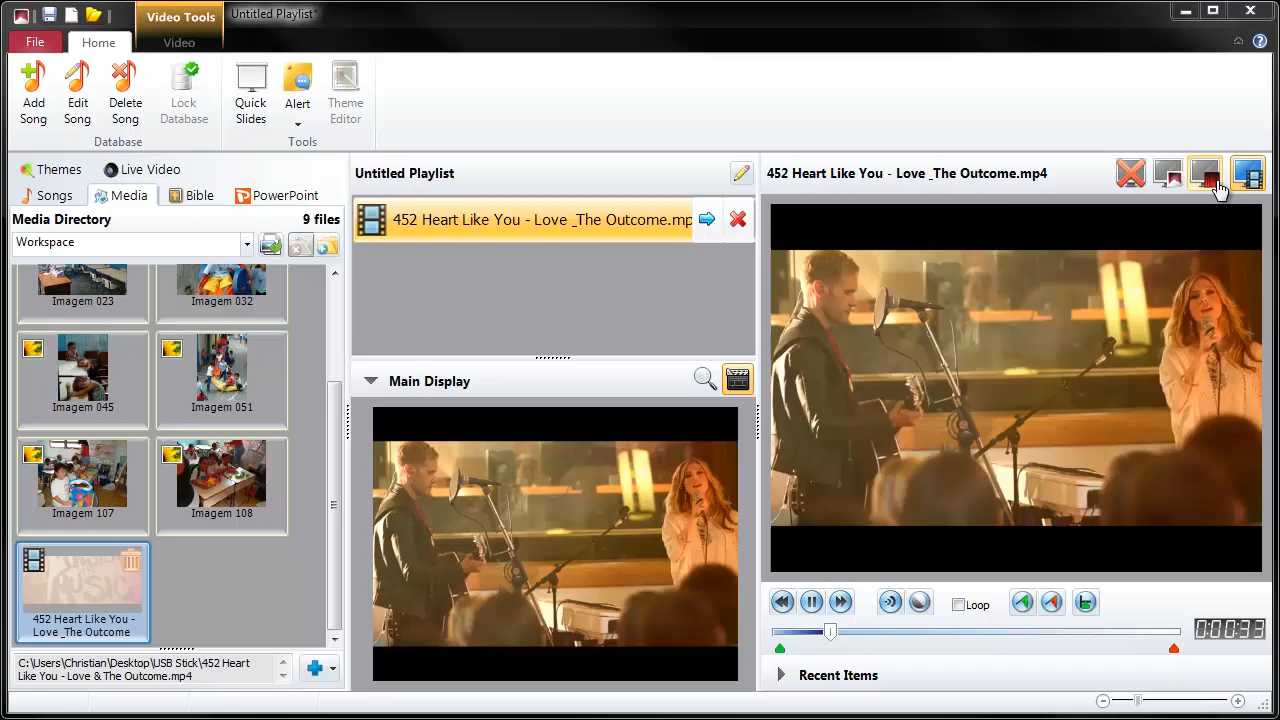 Video Tools
Untitled Playlist*
File
Home
Video
Add Song
Edit Song
Delete Song
Lock Database
Quick Slides
Alert
Theme Editor
Database
Tools
Themes
Live Video
Songs
Media
Bible
PowerPoint
Media Directory
9 files
Workspace
Imagem 023
Imagem 032
Imagem 045
Imagem 051
Imagem 107
Imagem 108
MUSIC
452 Heart Like You -
Love _The Outcome
C:\Users\Christian\Desktop\USB Stick\452 Heart
Like You - Love & The Outcome.mp4
Untitled Playlist
452 Heart Like You - Love _The Outcome.mp
Main Display
452 Heart Like You - Love _The Outcome.mp4
Loop
0:00:33
Recent Items